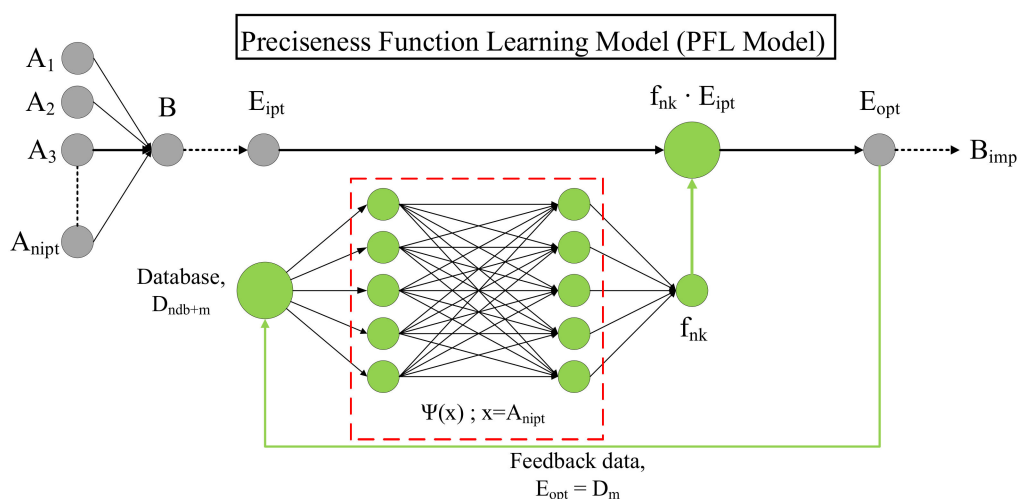 Preciseness Function Learning Model (PFL Model)
A₁
A₂
A₃
Aₙᵢₚₜ
B
Eᵢₚₜ
fₙₖ · Eᵢₚₜ
Eₒₚₜ
Bᵢₘₚ
Database,
D_ndb+m
fₙₖ
Ψ(x) ; x=Aₙᵢₚₜ
Feedback data,
Eₒₚₜ = Dₘ